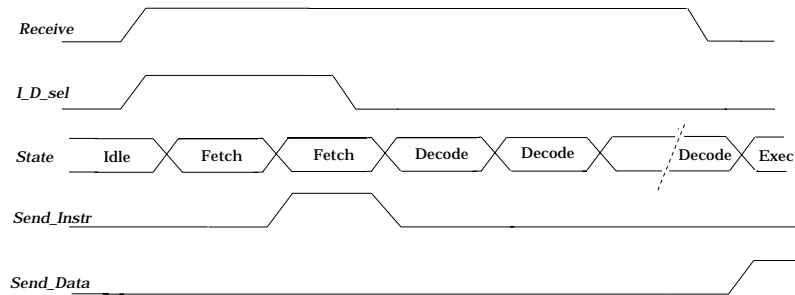 Receive
I_D_sel
State Idle Fetch Fetch Decode Decode Decode Exec
Send_Instr
Send_Data